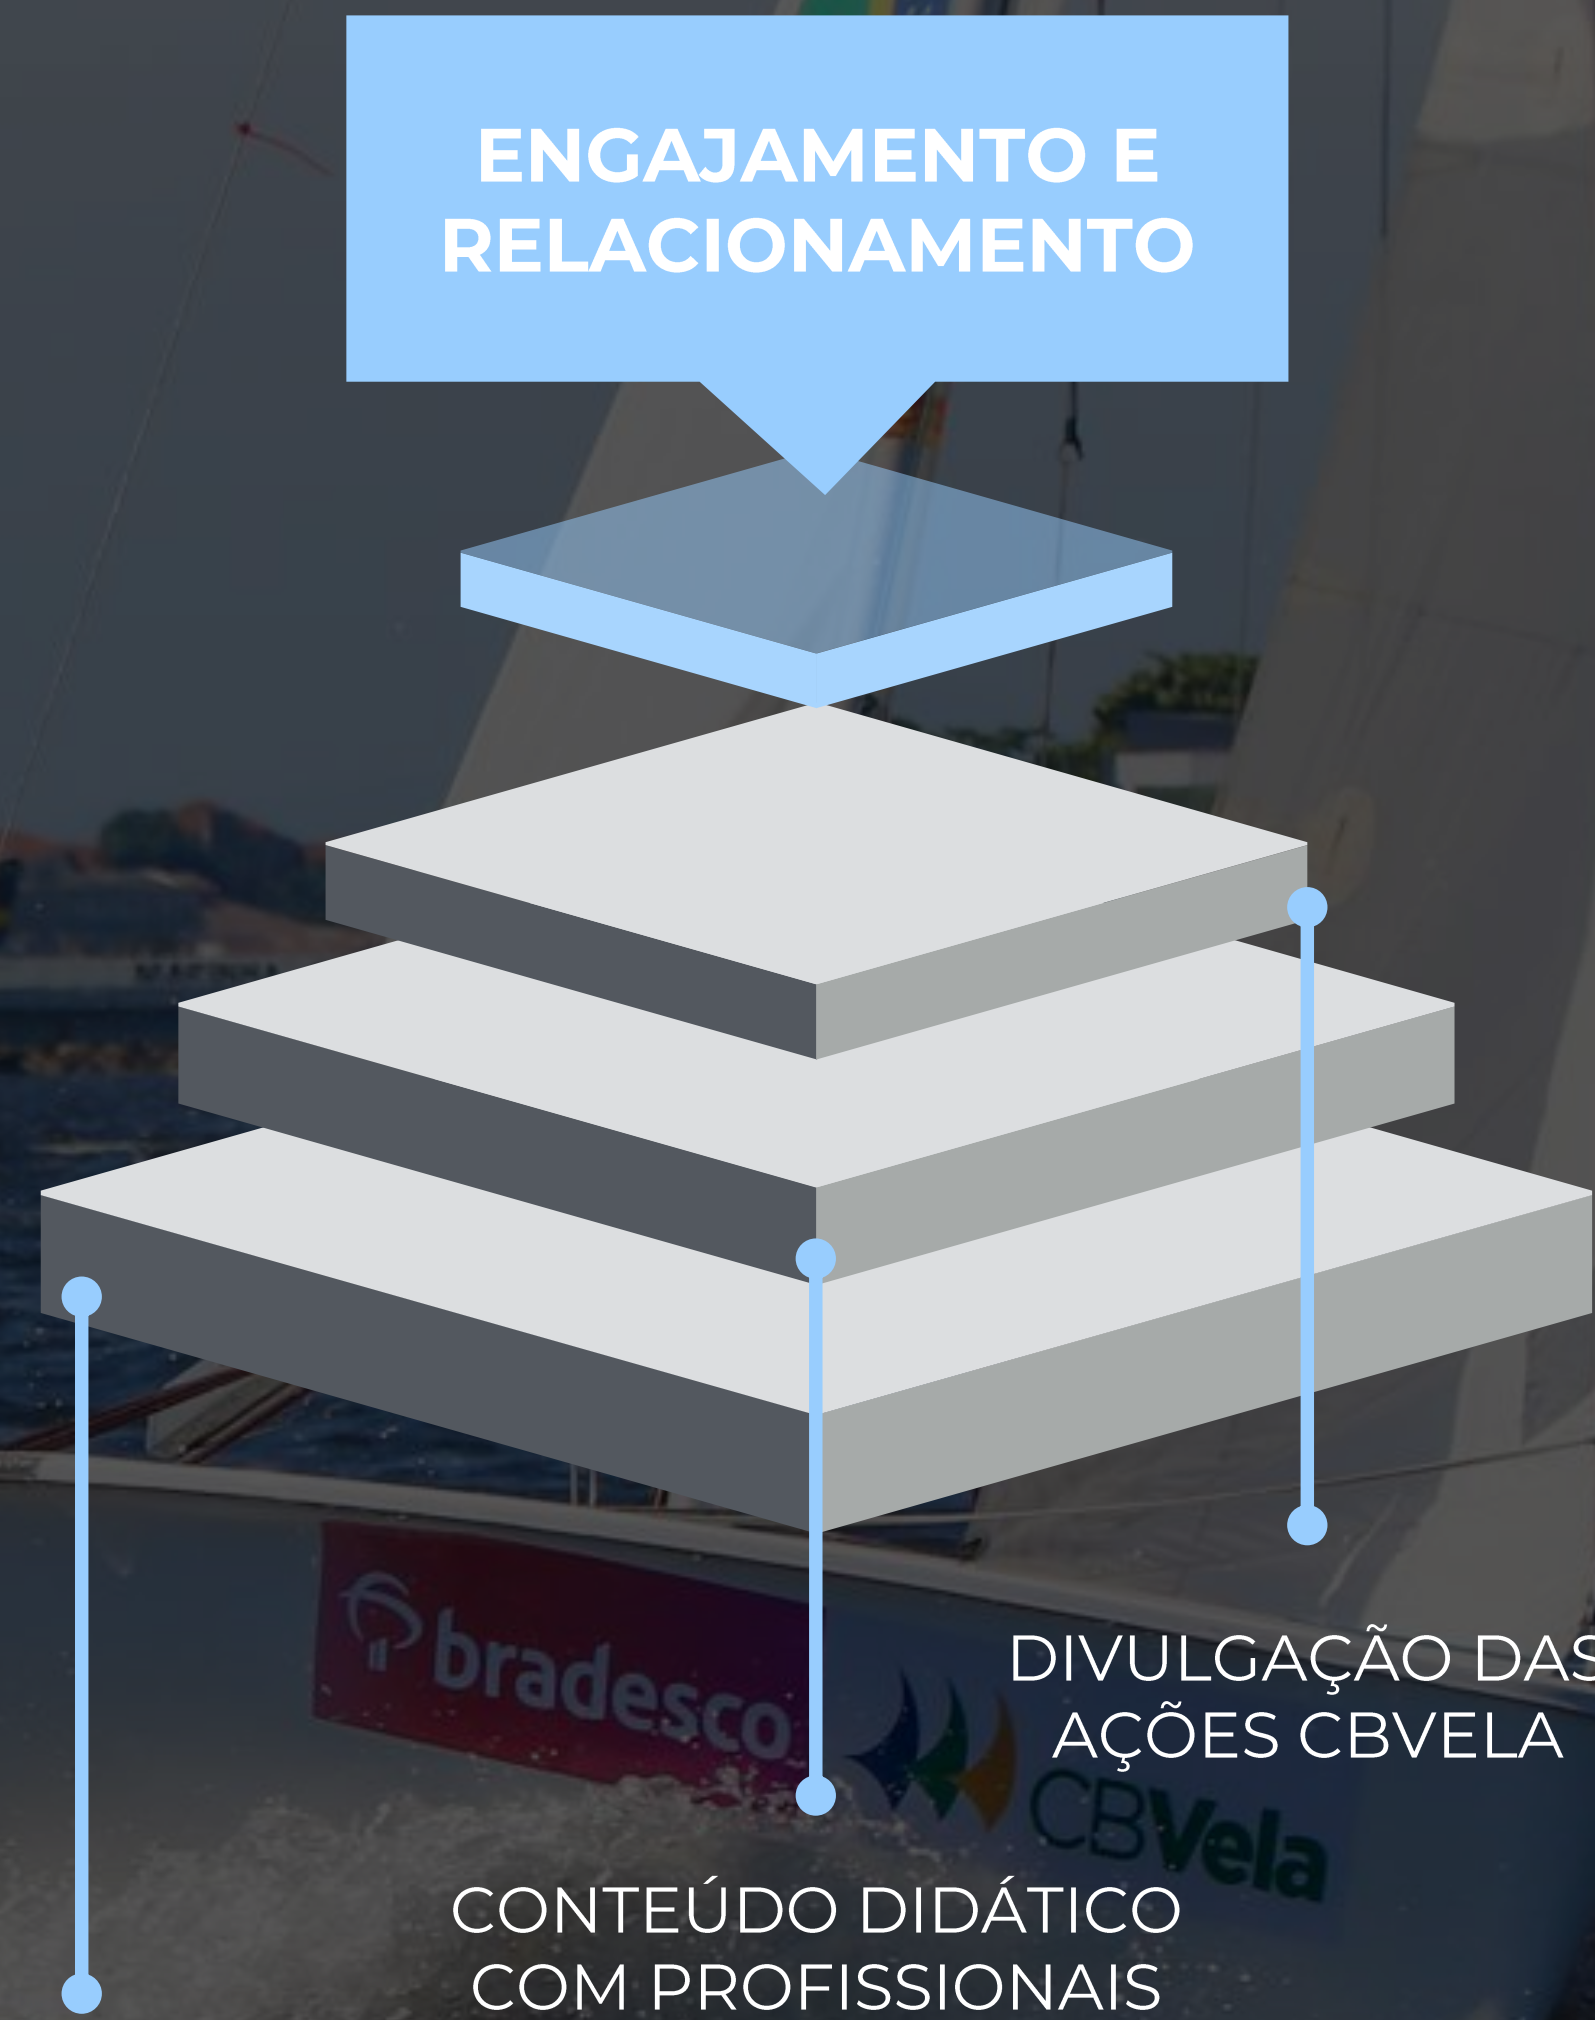 ENGAJAMENTO E
RELACIONAMENTO
bradesco
DIVULGAÇÃO DAS
AÇÕES CBVELA
CBVela
CONTEÚDO DIDÁTICO
COM PROFISSIONAIS